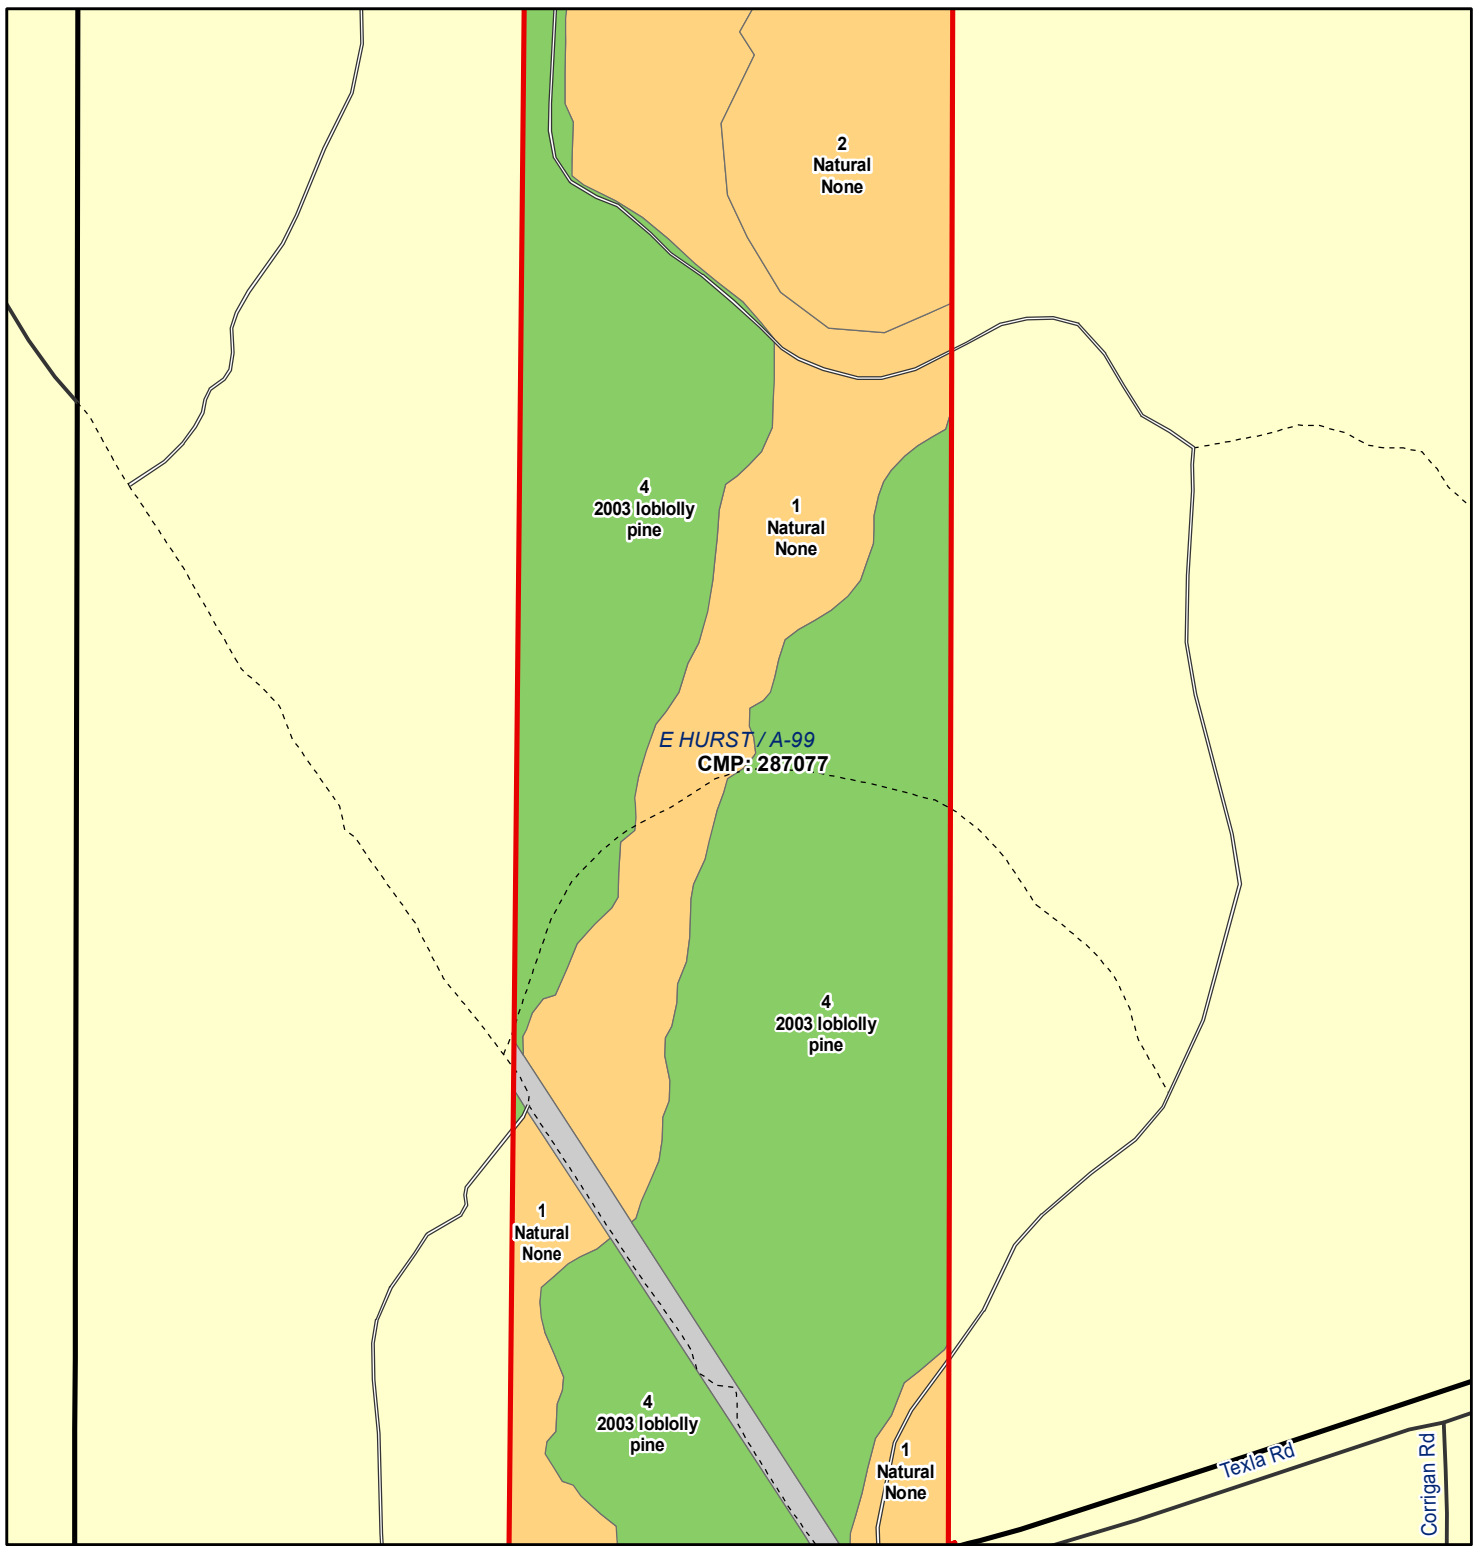 2
Natural
None
4
2003 loblolly
pine
1
Natural
None
E HURST / A-99
CMP: 287077
4
2003 loblolly
pine
1
Natural
None
4
2003 loblolly
pine
1
Natural
None
Texla Rd
Corrigan Rd